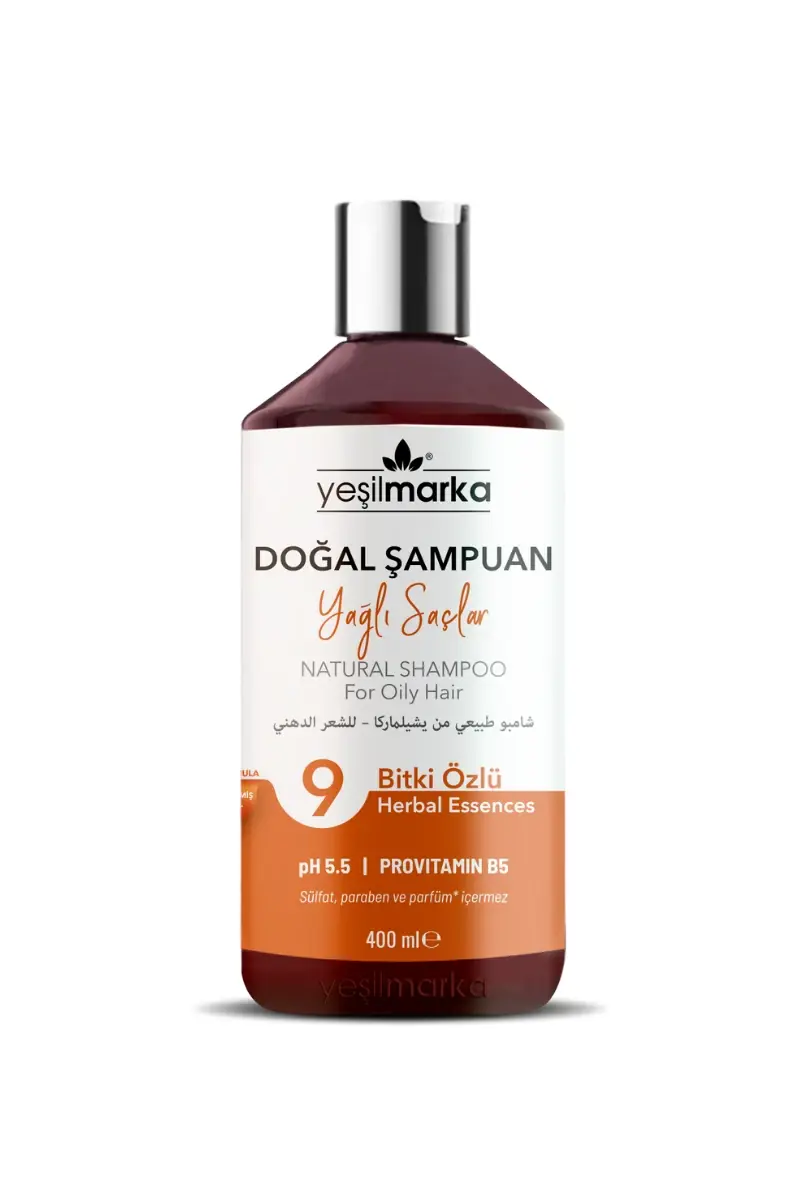 yeşilmarka®
DOĞAL ŞAMPUAN
Yağlı Saçlar
NATURAL SHAMPOO
For Oily Hair
شامبو طبيعي من يشيلماركا - للشعر الدهني
9 Bitki Özlü
Herbal Essences
pH 5.5 | PROVITAMIN B5
Sülfat, paraben ve parfüm* içermez
400 ml ℮
yeşilmarka